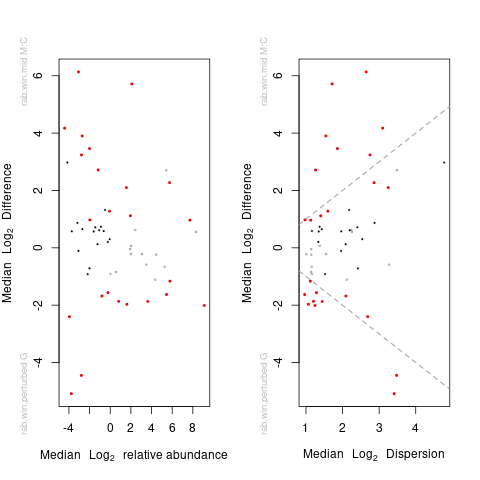 rab.win.mid M:C
rab.win.perturbed G
Median Log2 Difference
6
4
2
0
-2
-4
-4
0
2
4
6
8
Median Log2 relative abundance
rab.win.mid M:C
rab.win.perturbed G
Median Log2 Difference
6
4
2
0
-2
-4
1
2
3
4
Median Log2 Dispersion